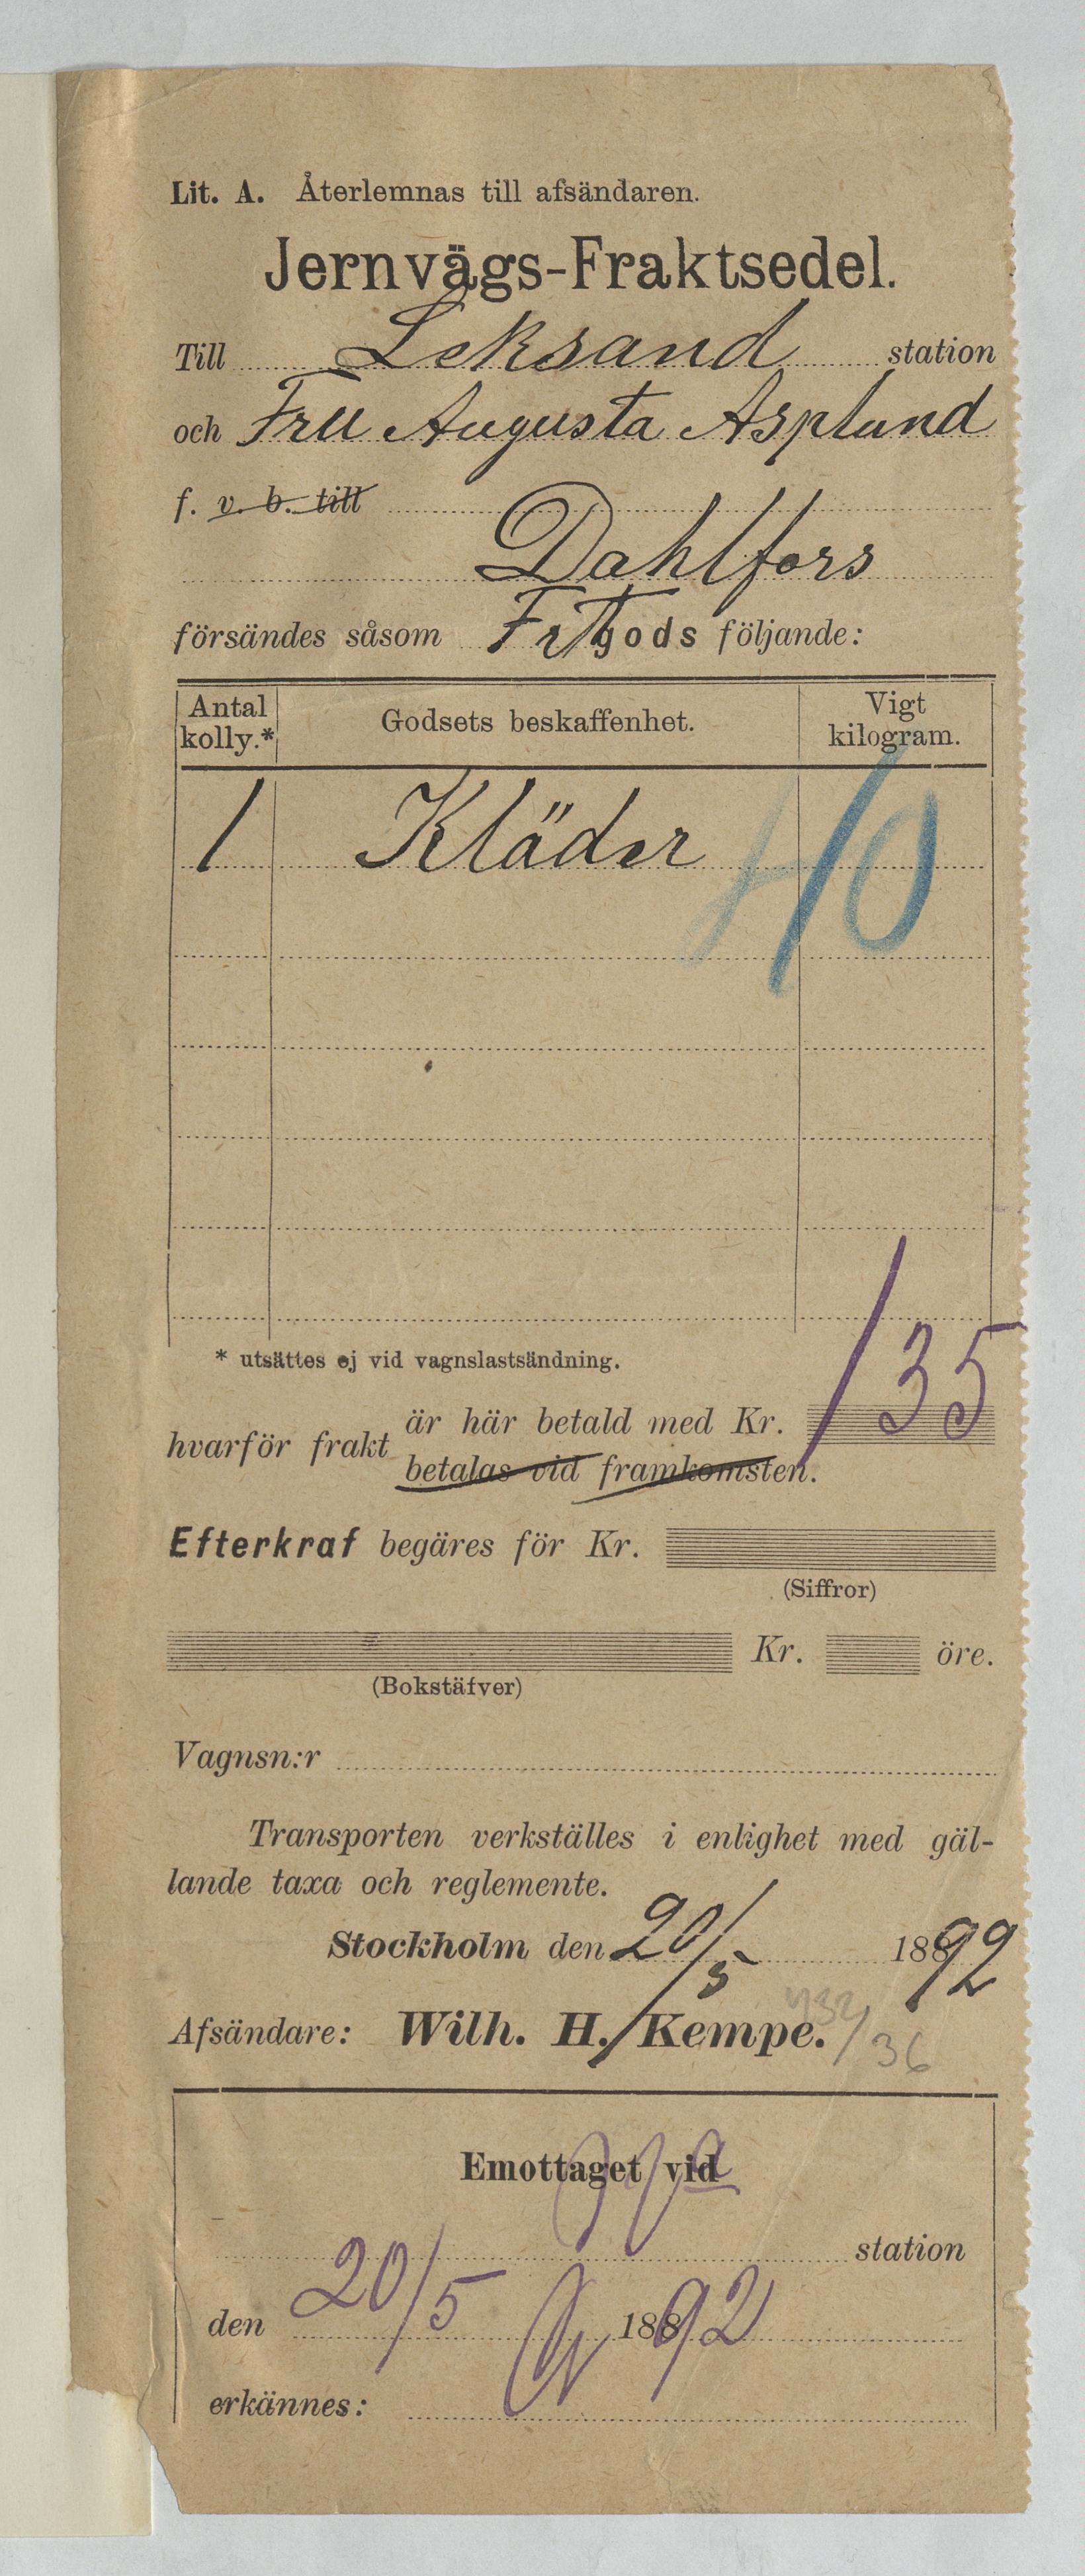 Lit. A. Återlemnas till afsändaren.
Jernvägs-Fraktsedel.
Till Leksand station
och Fru Augusta Asplund
f. v. b. till
Dahlfors
försändes såsom Frt gods följande:
Antal kolly.* Godsets beskaffenhet. Vigt kilogram.
1 Kläder 10
* utsättes ej vid vagnslastsändning.
hvarför frakt är här betald med Kr. 1 35
betalas vid framkomsten.
Efterkraf begäres för Kr.
(Siffror)
Kr. öre.
(Bokstäfver)
Vagnsn:r
Transporten verkställes i enlighet med gäl-
lande taxa och reglemente.
Stockholm den 20/5 1892
Afsändare: Wilh. H. Kempe.
36
Emottaget vid
station
den 20/5 1892
erkännes: